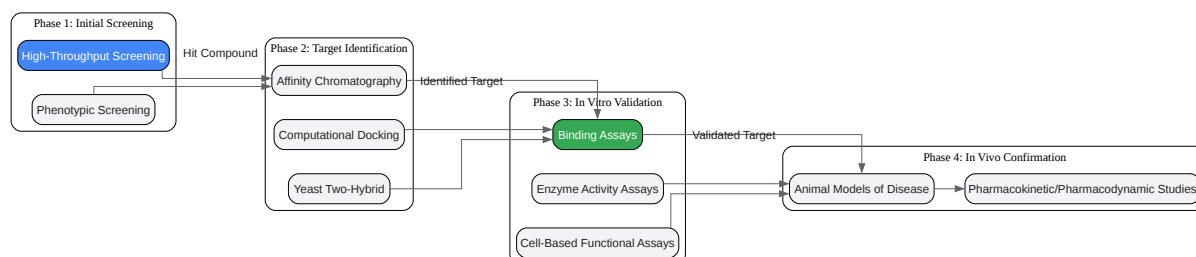 Phase 1: Initial Screening
High-Throughput Screening
Phenotypic Screening
Hit Compound
Phase 2: Target Identification
Affinity Chromatography
Computational Docking
Yeast Two-Hybrid
Identified Target
Phase 3: In Vitro Validation
Binding Assays
Enzyme Activity Assays
Cell-Based Functional Assays
Validated Target
Phase 4: In Vivo Confirmation
Animal Models of Disease
Pharmacokinetic/Pharmacodynamic Studies